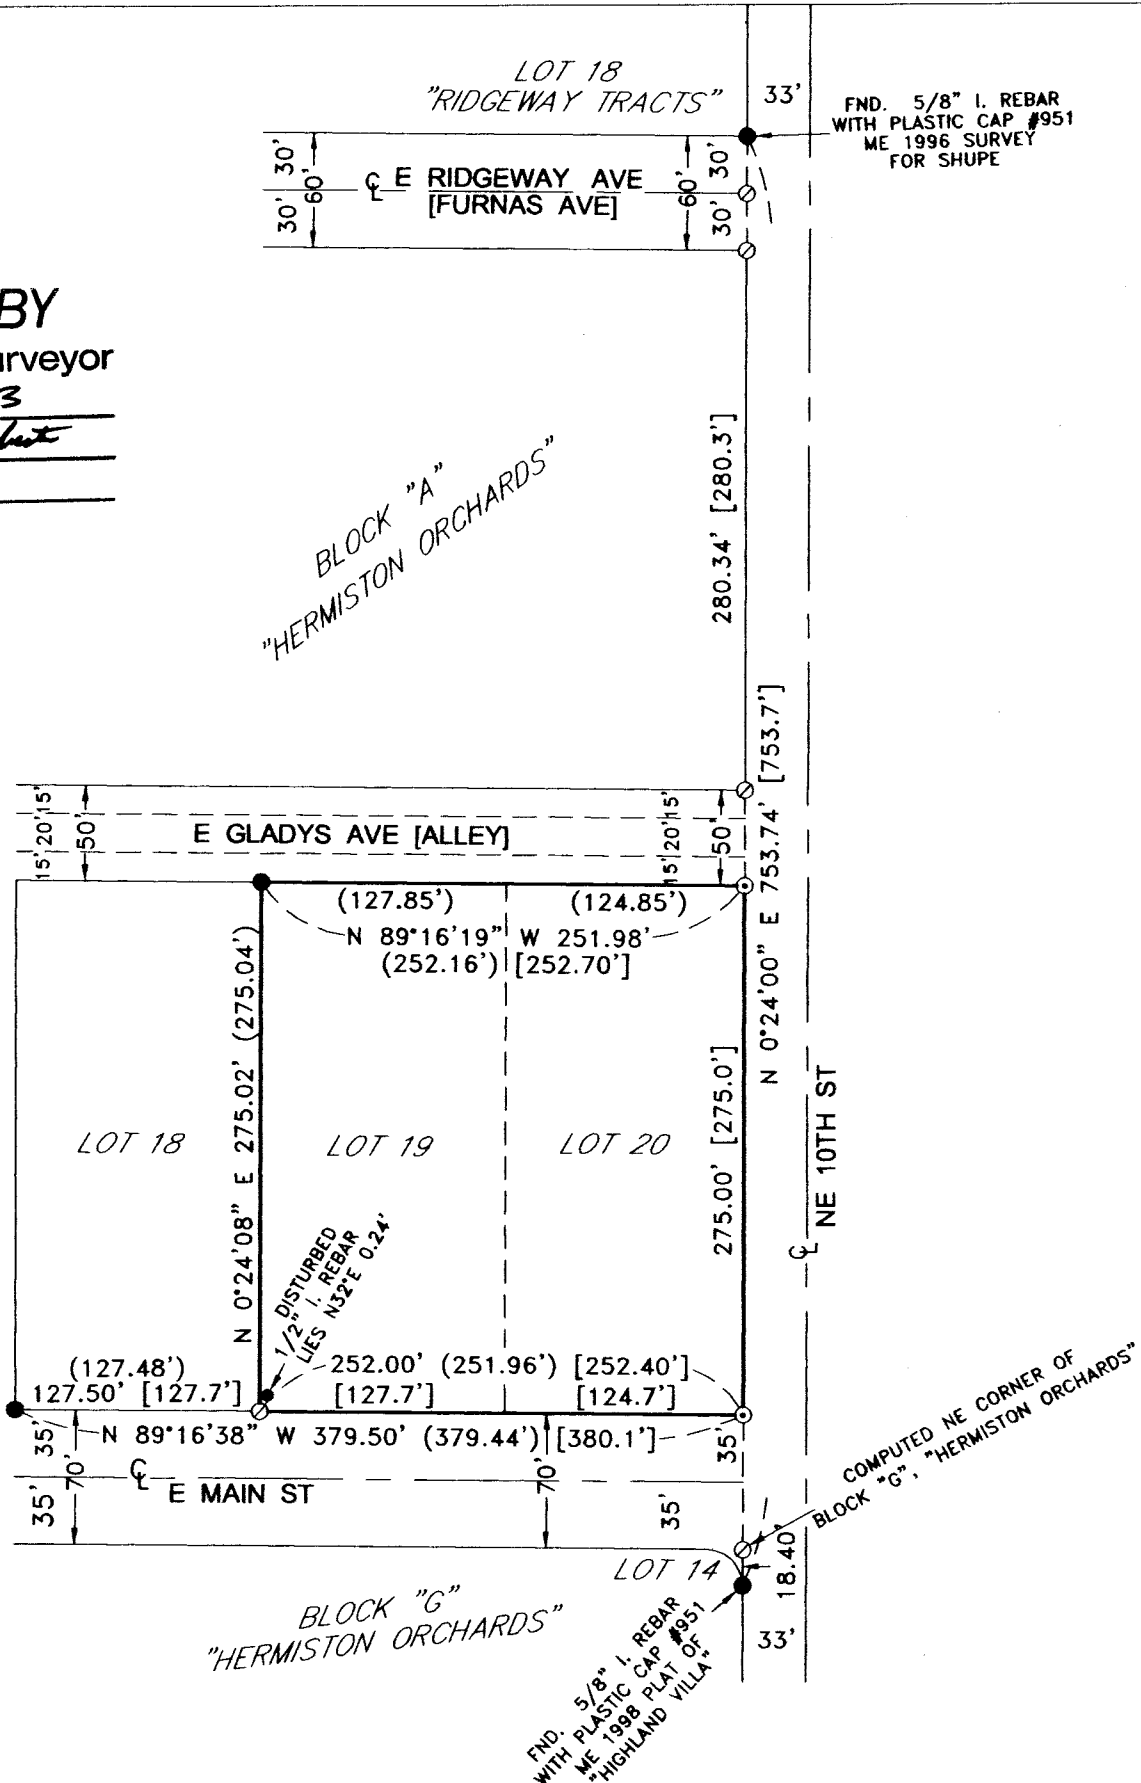 LOT 18
"RIDGEWAY TRACTS"
33'
FND. 5/8" I. REBAR
WITH PLASTIC CAP #951
ME 1996 SURVEY
FOR SHUPE
30'
30'
60'
℄ E RIDGEWAY AVE
[FURNAS AVE]
60'
30'
30'
BY
urveyor
3
BLOCK "A"
"HERMISTON ORCHARDS"
280.34' [280.3']
N 0°24'00" E 753.74' [753.7']
15'
20'
15'
50'
E GLADYS AVE [ALLEY]
15'
20'
15'
50'
(127.85')
(124.85')
N 89°16'19" W 251.98'
(252.16') [252.70']
N 0°24'08" E 275.02' (275.04')
275.00' [275.0']
LOT 18
LOT 19
LOT 20
℄ NE 10TH ST
DISTURBED
1/2" I. REBAR
LIES N32°E 0.24'
(127.48')
127.50' [127.7']
252.00' (251.96') [252.40']
[127.7']
[124.7']
N 89°16'38" W 379.50' (379.44') [380.1']
35'
35'
70'
℄ E MAIN ST
70'
35'
35'
COMPUTED NE CORNER OF
BLOCK "G", "HERMISTON ORCHARDS"
LOT 14
18.40'
BLOCK "G"
"HERMISTON ORCHARDS"
33'
FND. 5/8" I. REBAR
WITH PLASTIC CAP #951
ME 1998 PLAT OF
"HIGHLAND VILLA"